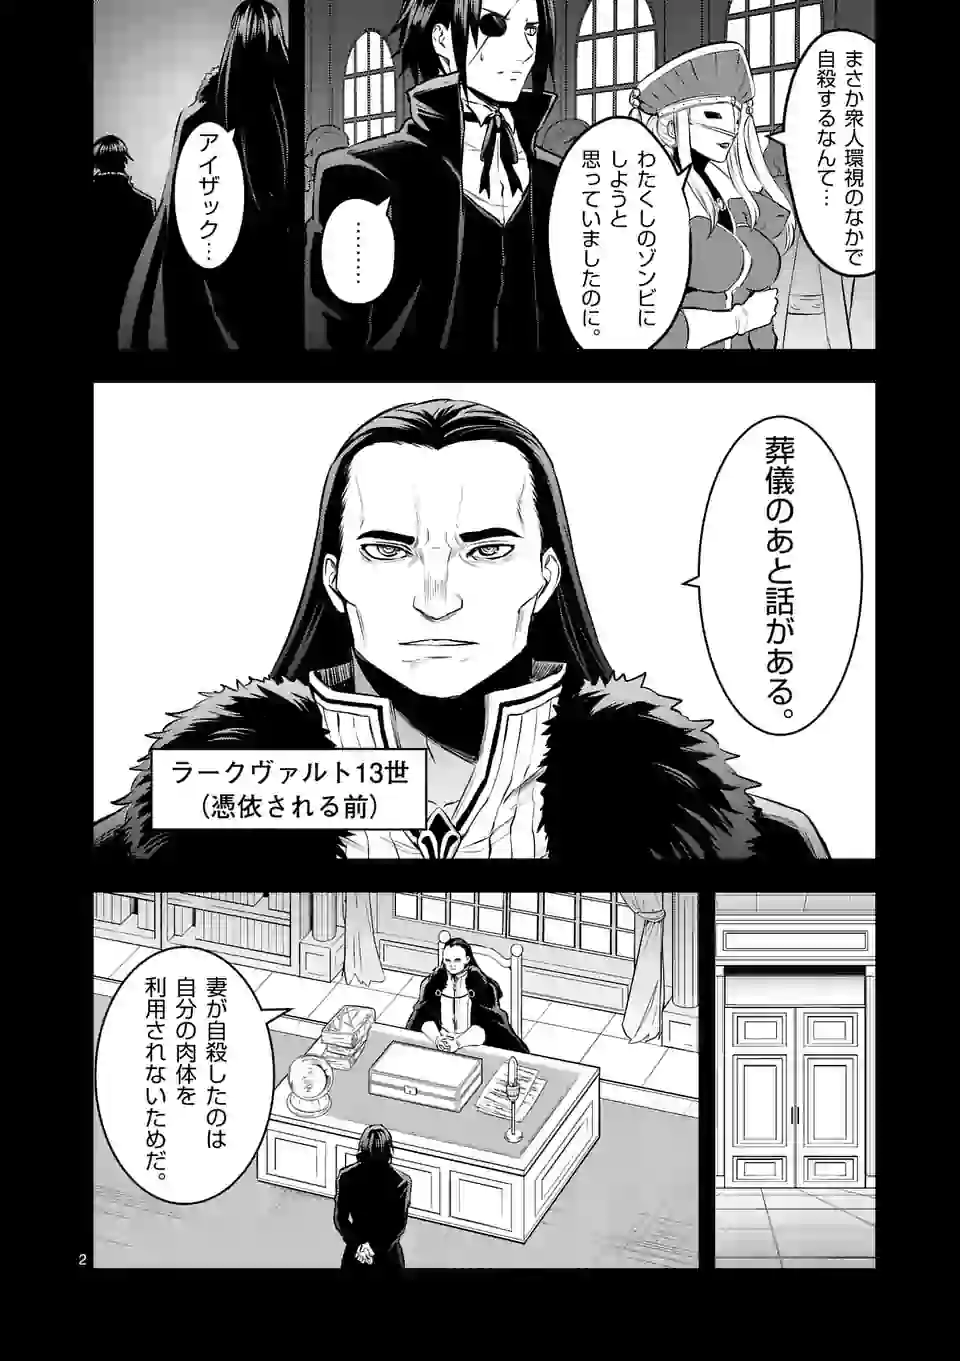 まさか衆人環視のなかで
自殺するなんて…
わたくしのゾンビに
しようと
思っていましたのに。
………
アイザック…
葬儀のあと話がある。
ラークヴァルト13世
(憑依される前)
妻が自殺したのは
自分の肉体を
利用されないためだ。
2